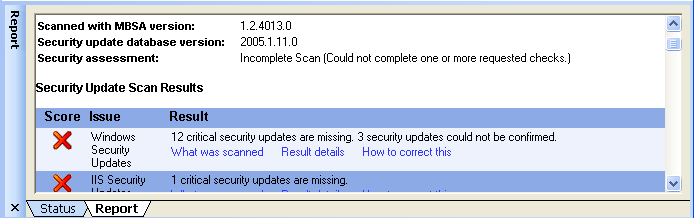 Report
Scanned with MBSA version: 1.2.4013.0
Security update database version: 2005.1.11.0
Security assessment: Incomplete Scan (Could not complete one or more requested checks.)
Security Update Scan Results
Score Issue Result
Windows Security Updates
12 critical security updates are missing. 3 security updates could not be confirmed.
What was scanned Result details How to correct this
IIS Security
1 critical security updates are missing.
Status Report